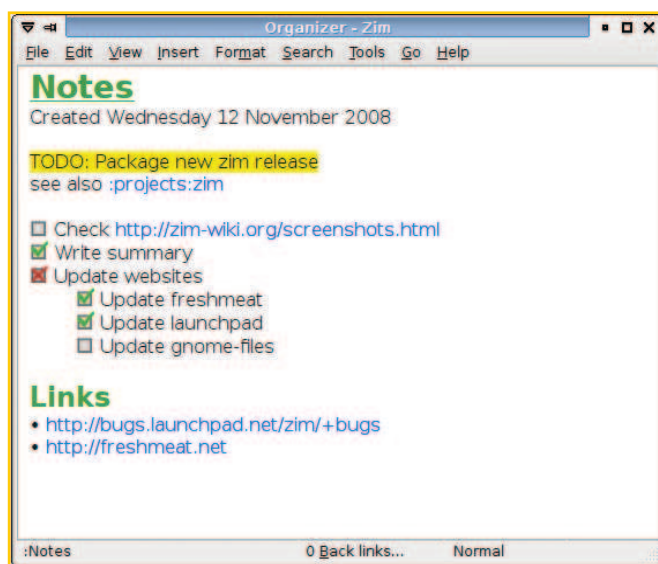 Organizer - Zim
File Edit View Insert Format Search Tools Go Help
Notes
Created Wednesday 12 November 2008
TODO: Package new zim release
see also :projects:zim
Check http://zim-wiki.org/screenshots.html
Write summary
Update websites
Update freshmeat
Update launchpad
Update gnome-files
Links
• http://bugs.launchpad.net/zim/+bugs
• http://freshmeat.net
:Notes 0 Back links... Normal